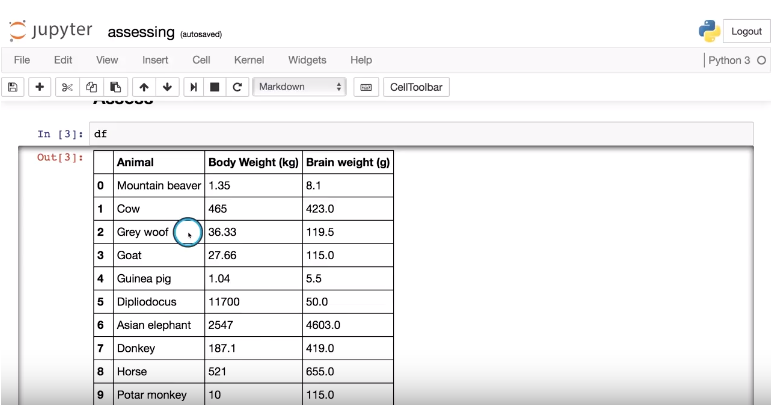 jupyter assessing (autosaved) Logout
File Edit View Insert Cell Kernel Widgets Help Python 3
Markdown CellToolbar
Assess
In [3]: df
Out[3]:
Animal Body Weight (kg) Brain weight (g)
0 Mountain beaver 1.35 8.1
1 Cow 465 423.0
2 Grey woof 36.33 119.5
3 Goat 27.66 115.0
4 Guinea pig 1.04 5.5
5 Dipliodocus 11700 50.0
6 Asian elephant 2547 4603.0
7 Donkey 187.1 419.0
8 Horse 521 655.0
9 Potar monkey 10 115.0